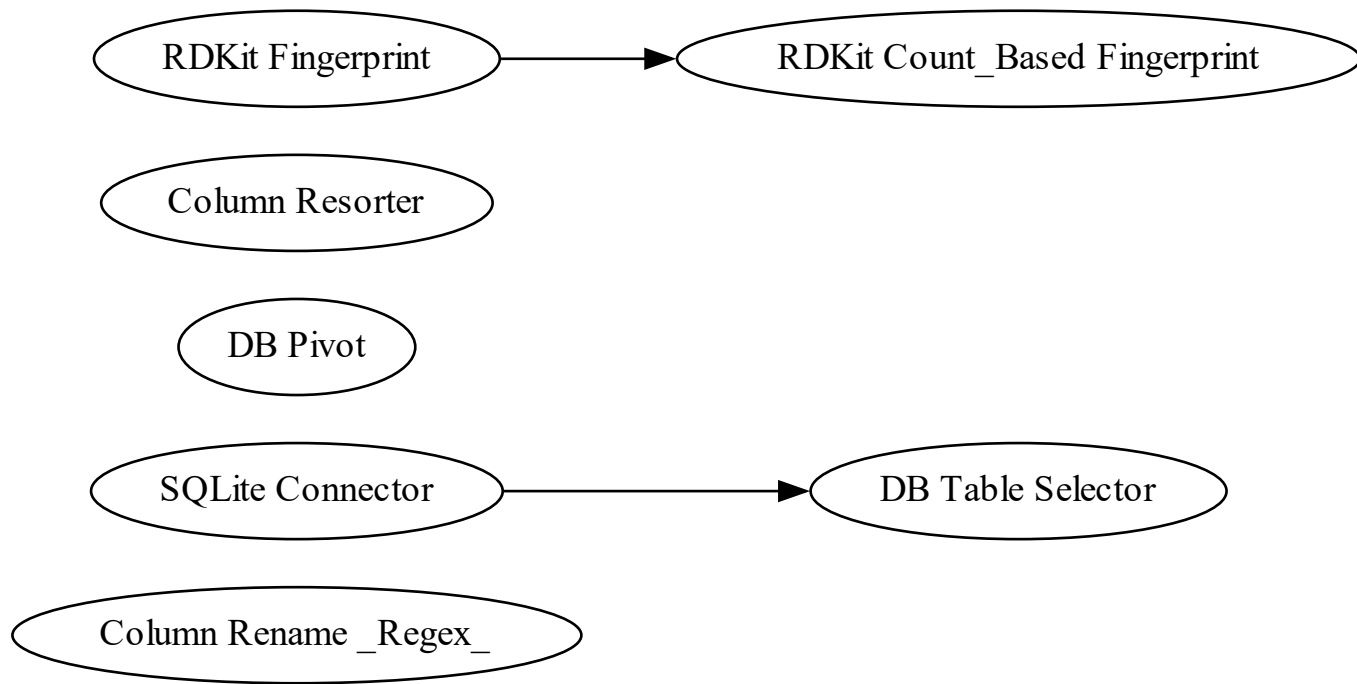 RDKit Fingerprint
RDKit Count_Based Fingerprint
Column Resorter
DB Pivot
SQLite Connector
DB Table Selector
Column Rename _Regex_